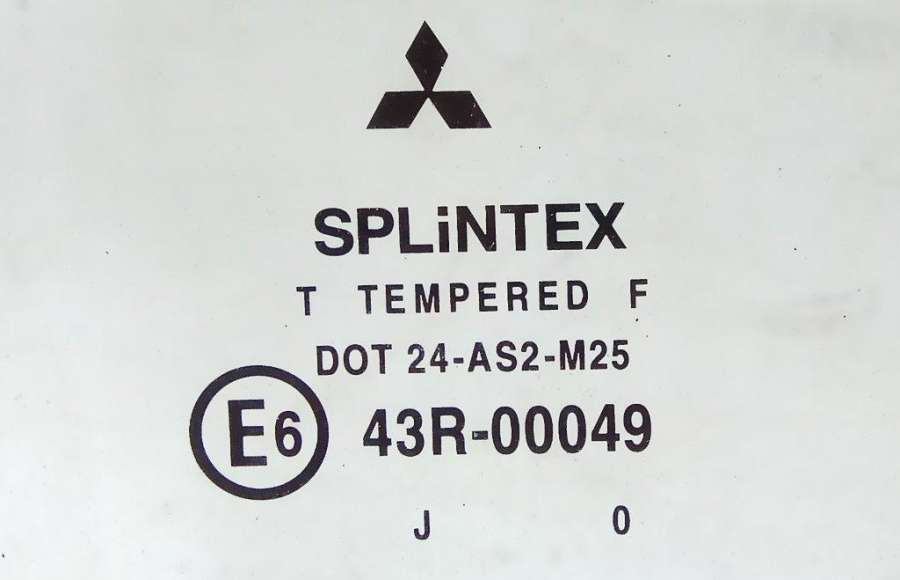 SPLiNTEX
T TEMPERED F
DOT 24-AS2-M25
E6 43R-00049
J 0